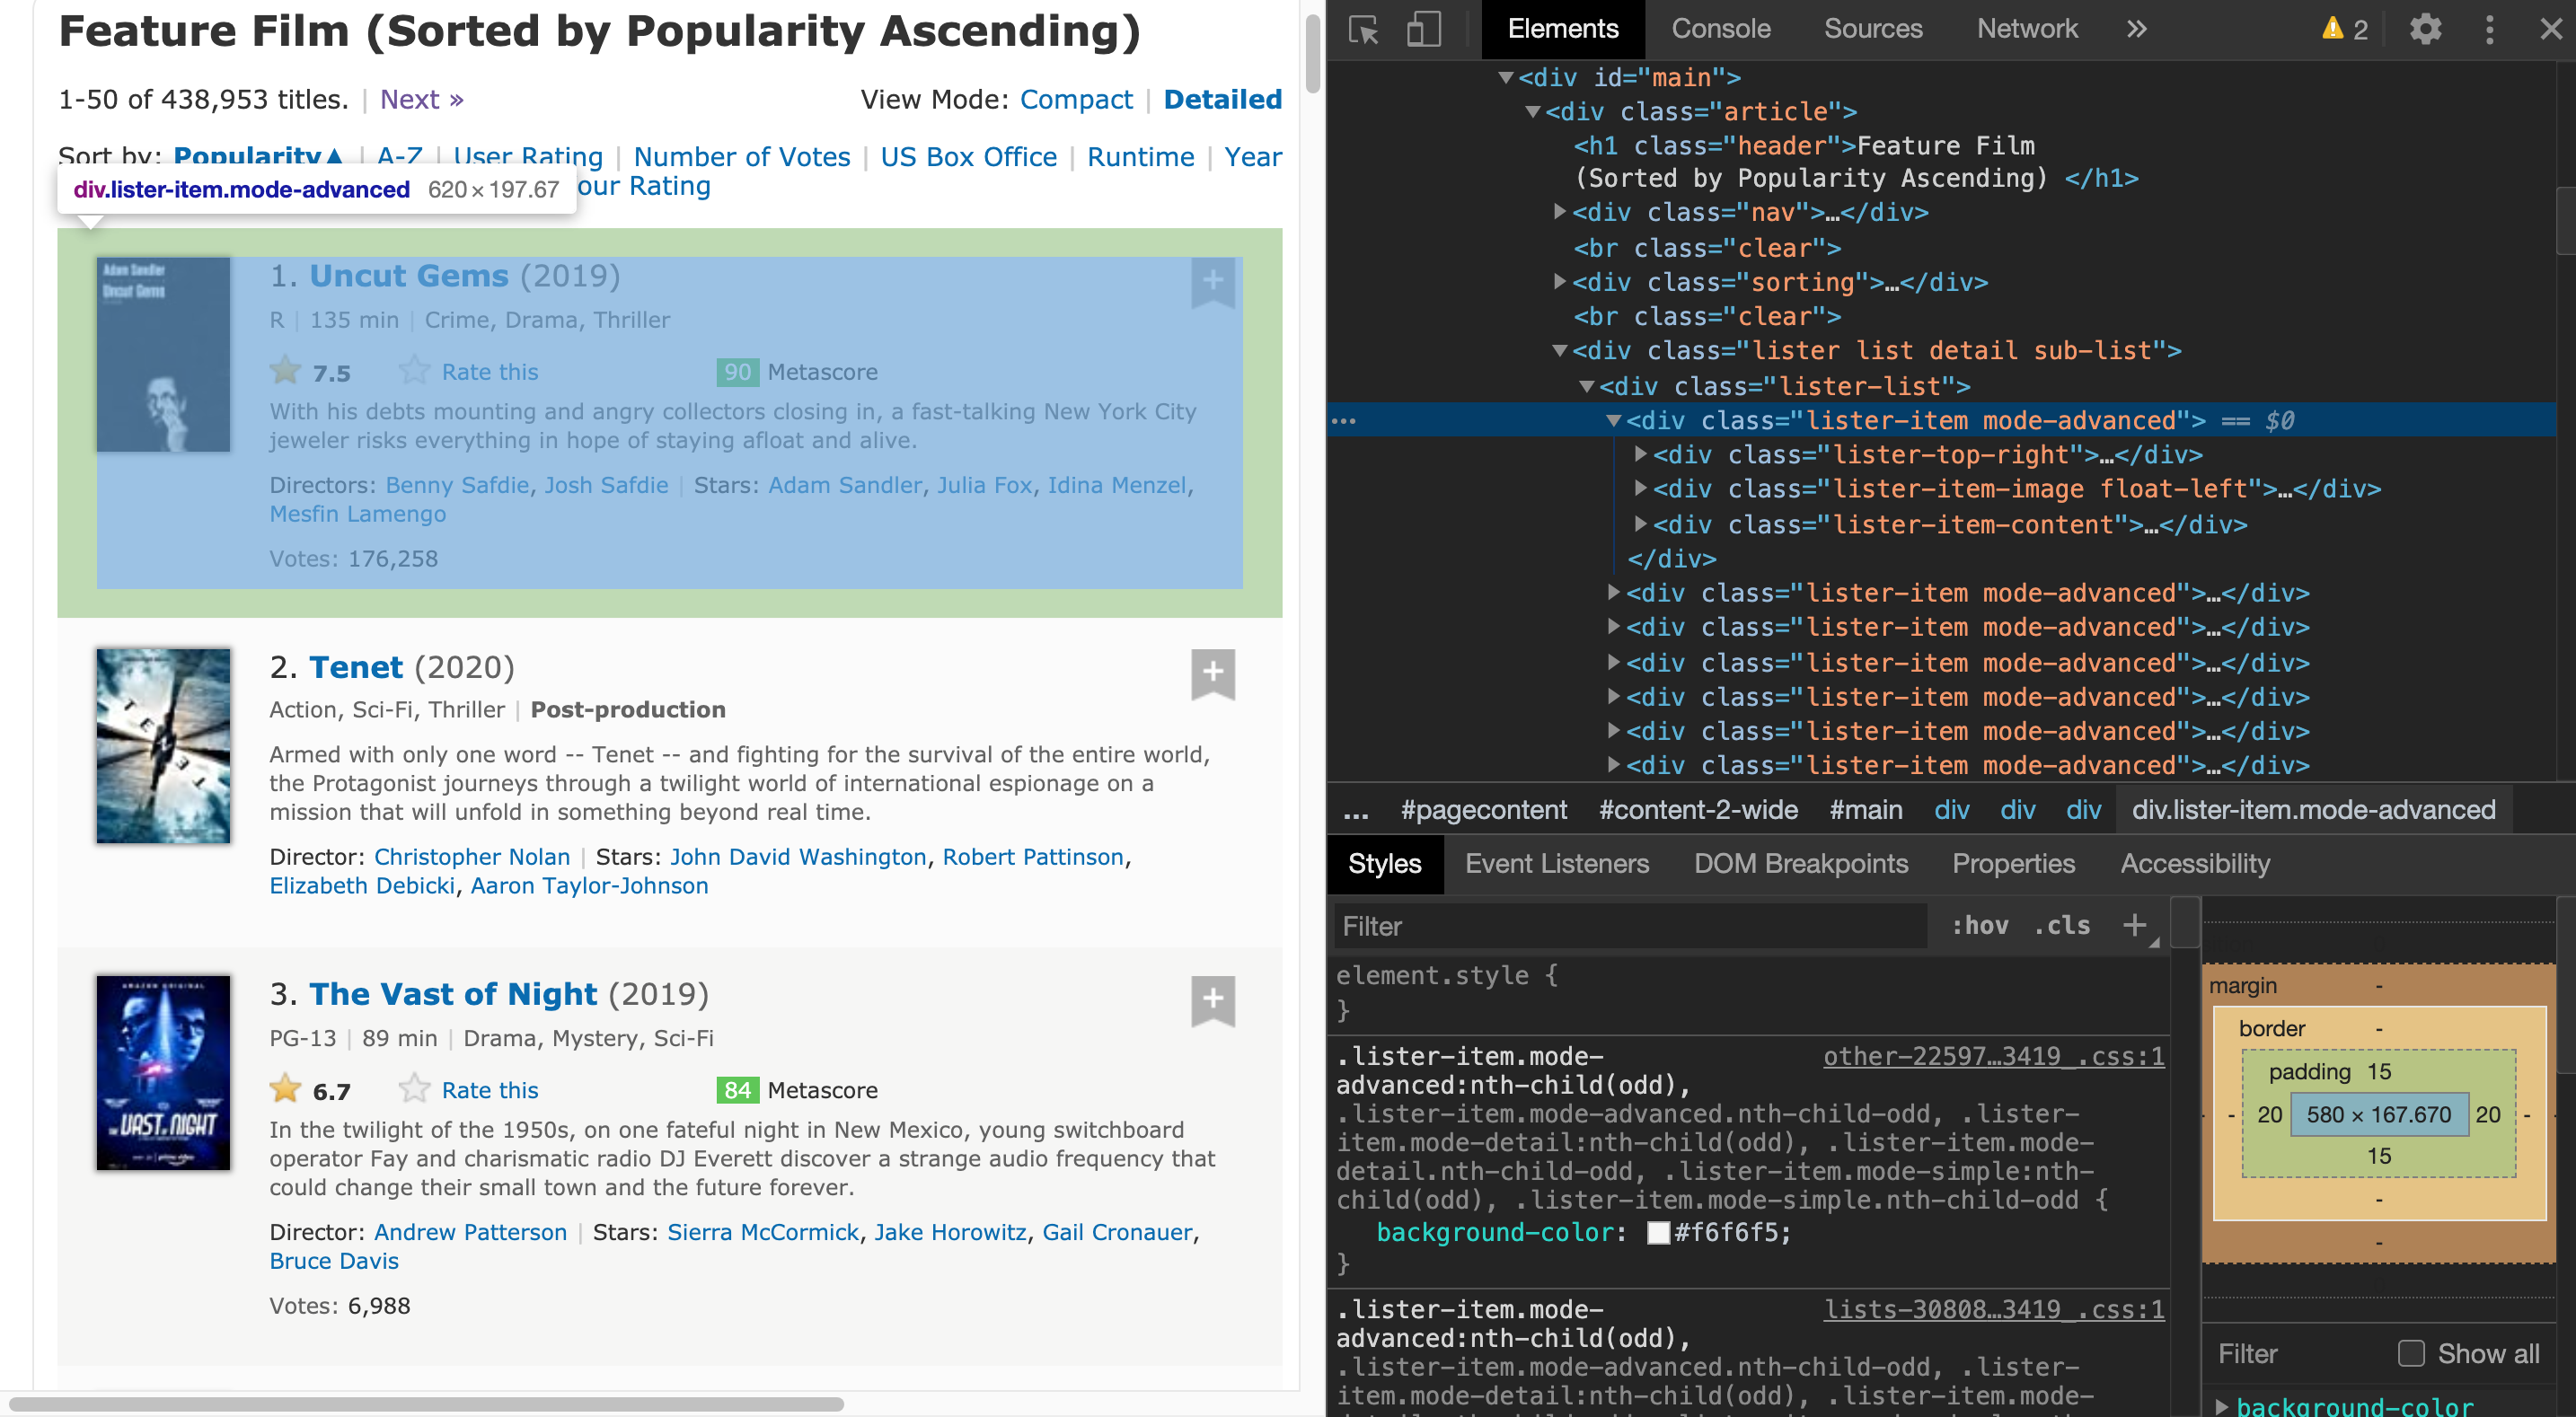 Feature Film (Sorted by Popularity Ascending)
1-50 of 438,953 titles. | Next »
View Mode: Compact | Detailed
Sort by: Popularity▲ | A-Z | User Rating | Number of Votes | US Box Office | Runtime | Year
our Rating
div.lister-item.mode-advanced 620 × 197.67
Adam Sandler
Uncut Gems
1. Uncut Gems (2019)
R | 135 min | Crime, Drama, Thriller
7.5 Rate this 90 Metascore
With his debts mounting and angry collectors closing in, a fast-talking New York City
jeweler risks everything in hope of staying afloat and alive.
Directors: Benny Safdie, Josh Safdie | Stars: Adam Sandler, Julia Fox, Idina Menzel,
Mesfin Lamengo
Votes: 176,258
TENET
2. Tenet (2020)
Action, Sci-Fi, Thriller | Post-production
Armed with only one word -- Tenet -- and fighting for the survival of the entire world,
the Protagonist journeys through a twilight world of international espionage on a
mission that will unfold in something beyond real time.
Director: Christopher Nolan | Stars: John David Washington, Robert Pattinson,
Elizabeth Debicki, Aaron Taylor-Johnson
AMAZON ORIGINAL
VAST of NIGHT
prime video
3. The Vast of Night (2019)
PG-13 | 89 min | Drama, Mystery, Sci-Fi
6.7 Rate this 84 Metascore
In the twilight of the 1950s, on one fateful night in New Mexico, young switchboard
operator Fay and charismatic radio DJ Everett discover a strange audio frequency that
could change their small town and the future forever.
Director: Andrew Patterson | Stars: Sierra McCormick, Jake Horowitz, Gail Cronauer,
Bruce Davis
Votes: 6,988
Elements Console Sources Network » 2
<div id="main">
<div class="article">
<h1 class="header">Feature Film
(Sorted by Popularity Ascending) </h1>
<div class="nav">…</div>
<br class="clear">
<div class="sorting">…</div>
<br class="clear">
<div class="lister list detail sub-list">
<div class="lister-list">
<div class="lister-item mode-advanced"> == $0
<div class="lister-top-right">…</div>
<div class="lister-item-image float-left">…</div>
<div class="lister-item-content">…</div>
</div>
<div class="lister-item mode-advanced">…</div>
<div class="lister-item mode-advanced">…</div>
<div class="lister-item mode-advanced">…</div>
<div class="lister-item mode-advanced">…</div>
<div class="lister-item mode-advanced">…</div>
<div class="lister-item mode-advanced">…</div>
... #pagecontent #content-2-wide #main div div div div.lister-item.mode-advanced
Styles Event Listeners DOM Breakpoints Properties Accessibility
Filter :hov .cls +
element.style {
}
.lister-item.mode- other-22597…3419_.css:1
advanced:nth-child(odd),
.lister-item.mode-advanced.nth-child-odd, .lister-
item.mode-detail:nth-child(odd), .lister-item.mode-
detail.nth-child-odd, .lister-item.mode-simple:nth-
child(odd), .lister-item.mode-simple.nth-child-odd {
background-color: #f6f6f5;
}
.lister-item.mode- lists-30808…3419_.css:1
advanced:nth-child(odd),
.lister-item.mode-advanced.nth-child-odd, .lister-
item.mode-detail:nth-child(odd), .lister-item.mode-
margin -
border -
padding 15
- 20 580 × 167.670 20 -
15
-
-
Filter Show all
background-color